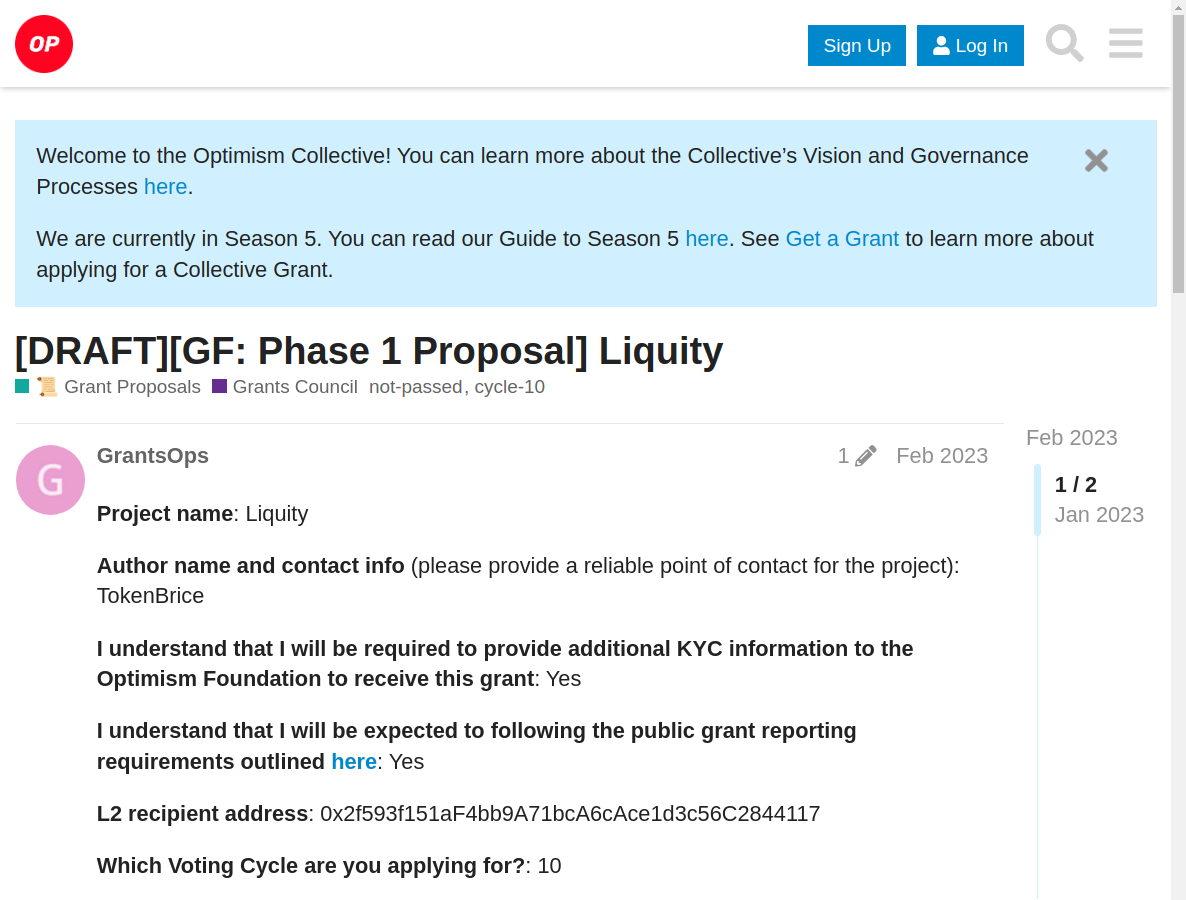 OP
Sign Up
Log In
Welcome to the Optimism Collective! You can learn more about the Collective’s Vision and Governance
Processes here.
We are currently in Season 5. You can read our Guide to Season 5 here. See Get a Grant to learn more about
applying for a Collective Grant.
[DRAFT][GF: Phase 1 Proposal] Liquity
📜 Grant Proposals Grants Council not-passed, cycle-10
G
GrantsOps
1
Feb 2023
Feb 2023
1 / 2
Jan 2023
Project name: Liquity
Author name and contact info (please provide a reliable point of contact for the project):
TokenBrice
I understand that I will be required to provide additional KYC information to the
Optimism Foundation to receive this grant: Yes
I understand that I will be expected to following the public grant reporting
requirements outlined here: Yes
L2 recipient address: 0x2f593f151aF4bb9A71bcA6cAce1d3c56C2844117
Which Voting Cycle are you applying for?: 10